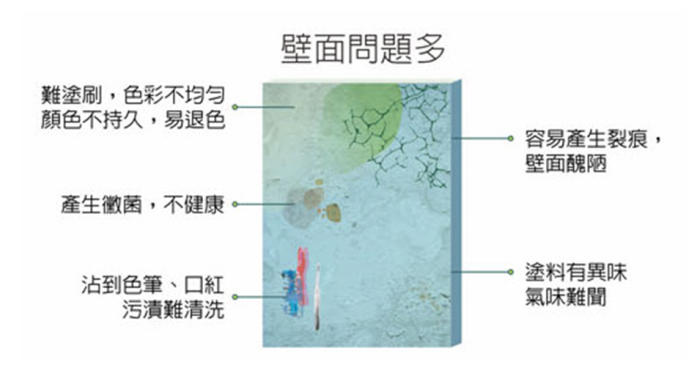 壁面問題多
難塗刷，色彩不均勻
顏色不持久，易退色
產生黴菌，不健康
沾到色筆、口紅
污漬難清洗
容易產生裂痕，
壁面醜陋
塗料有異味
氣味難聞